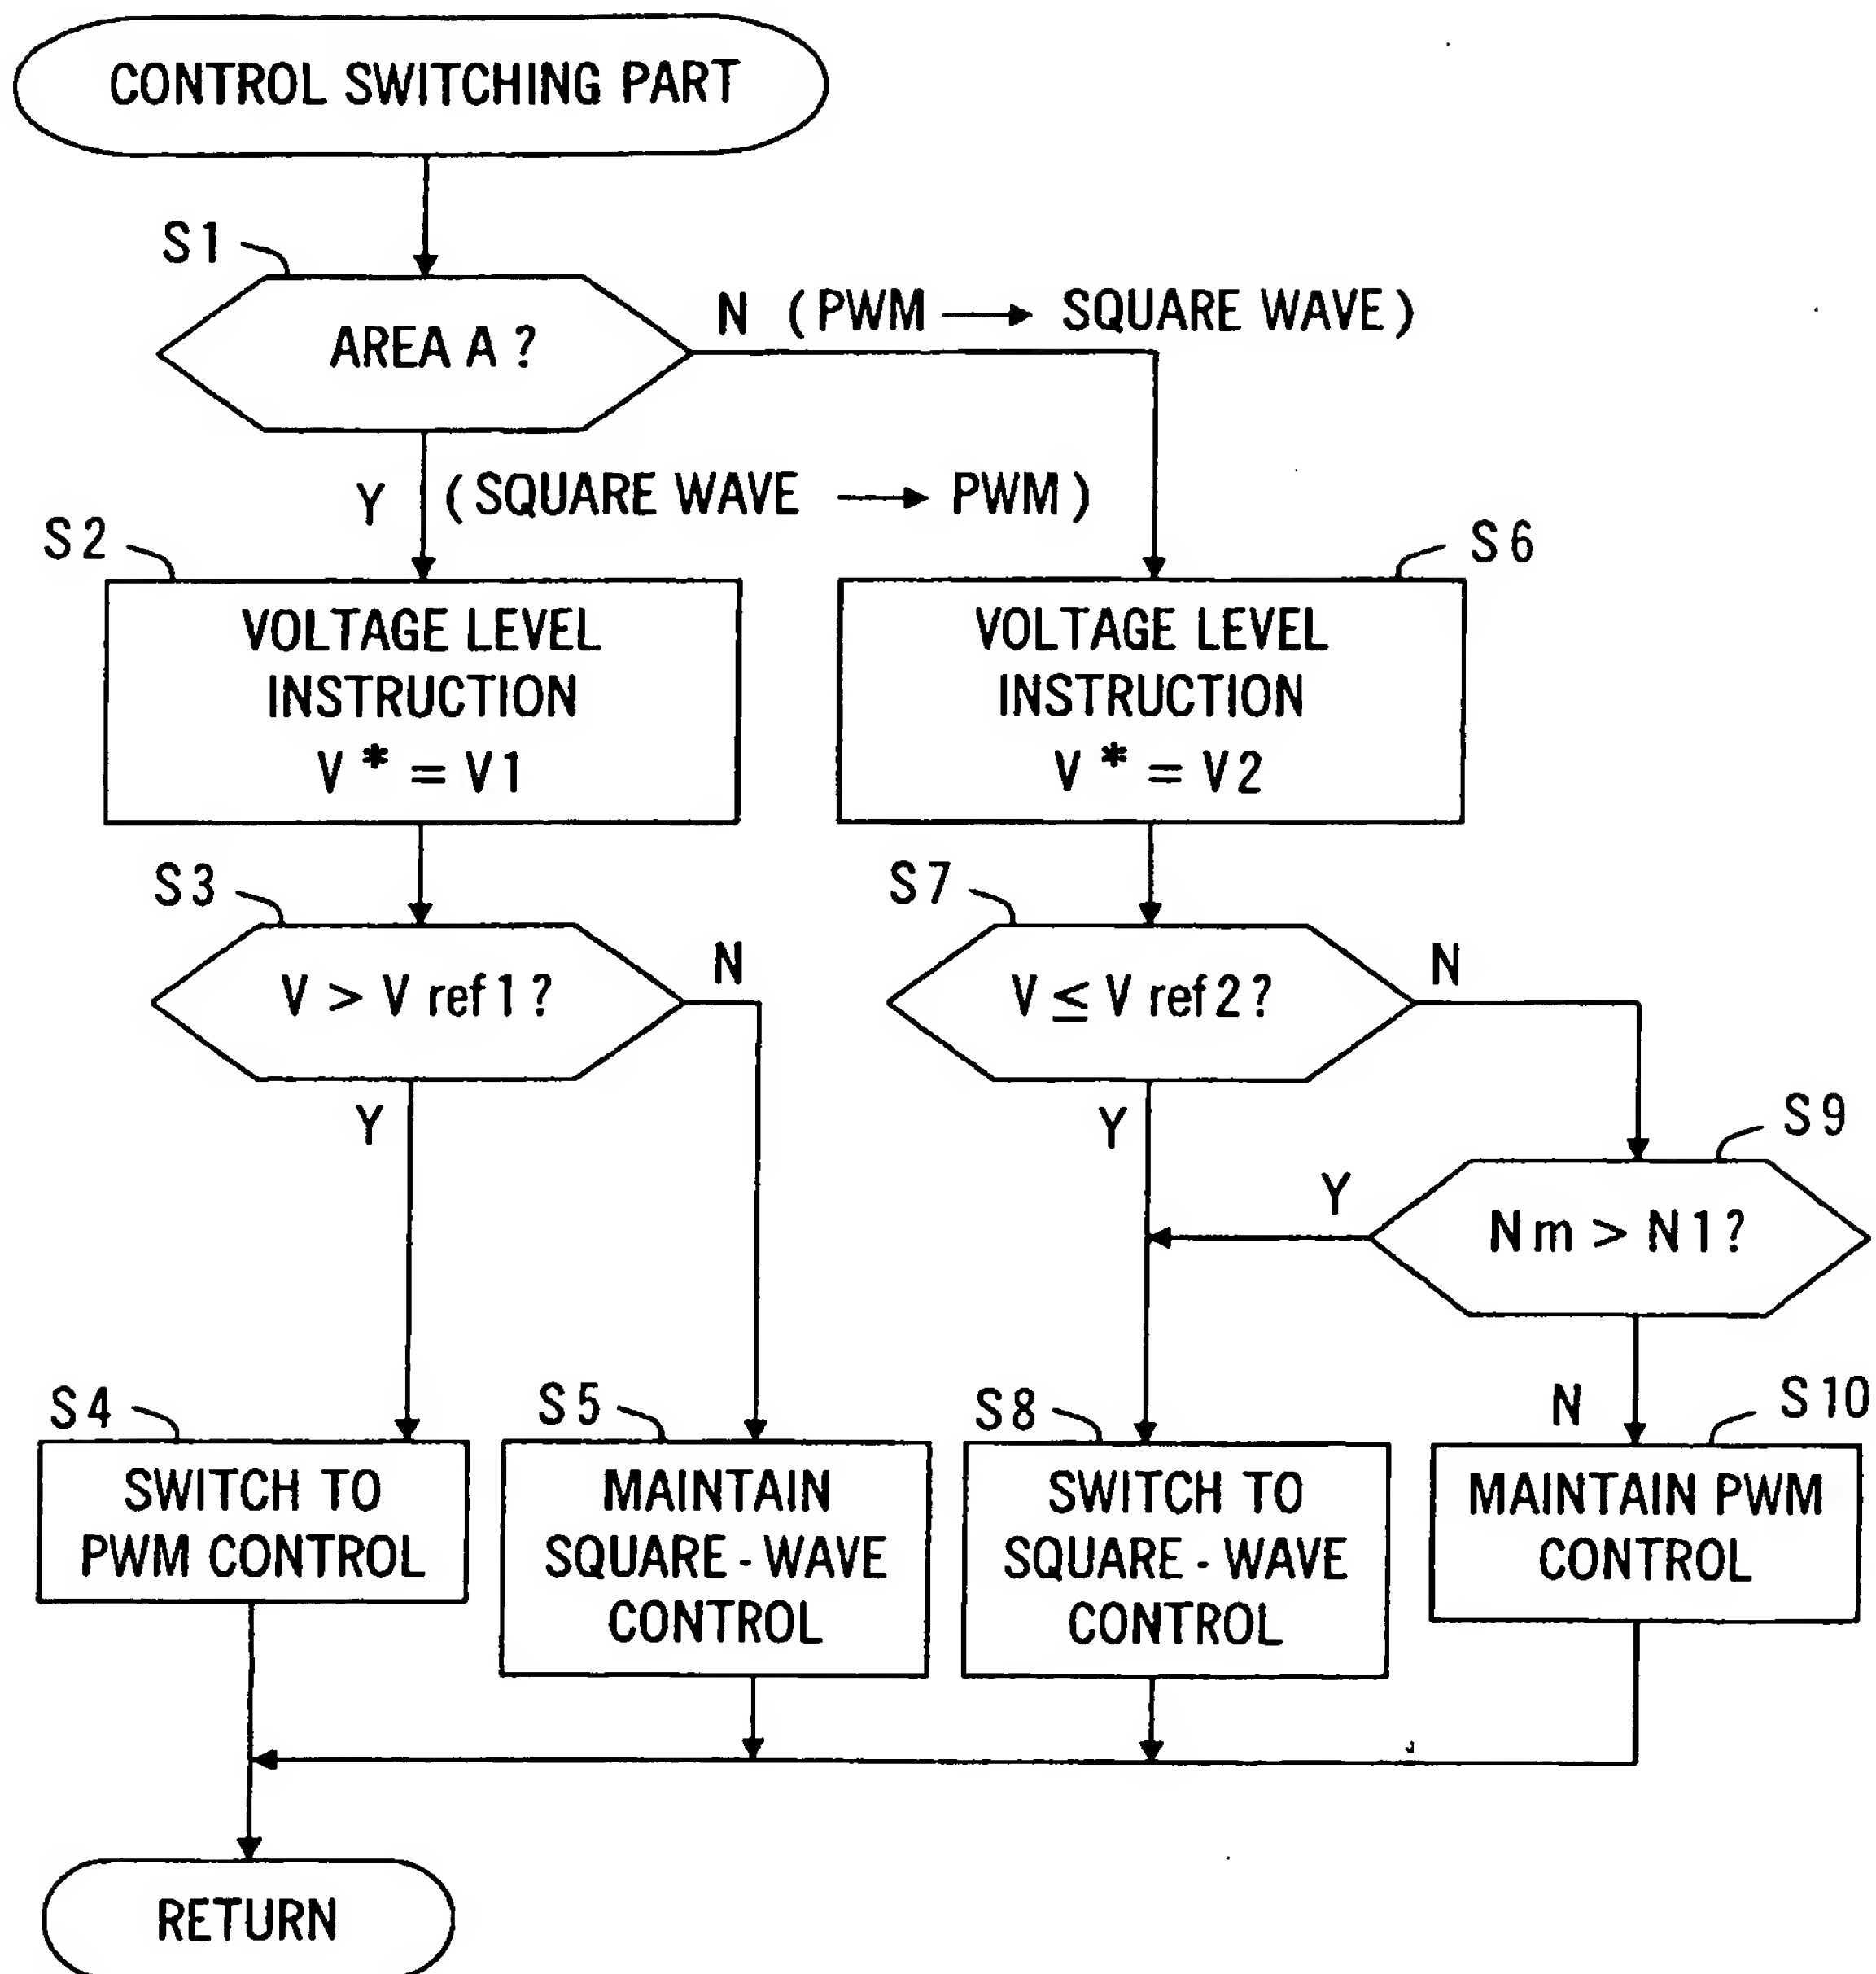 CONTROL SWITCHING PART
S1
AREA A ?
N (PWM → SQUARE WAVE)
Y (SQUARE WAVE → PWM)
S2
VOLTAGE LEVEL
INSTRUCTION
V * = V1
S6
VOLTAGE LEVEL
INSTRUCTION
V * = V2
S3
V > V ref1?
N
Y
S7
V ≤ V ref2?
N
Y
S9
Nm > N1?
Y
N
S4
SWITCH TO
PWM CONTROL
S5
MAINTAIN
SQUARE - WAVE
CONTROL
S8
SWITCH TO
SQUARE - WAVE
CONTROL
S10
MAINTAIN PWM
CONTROL
RETURN